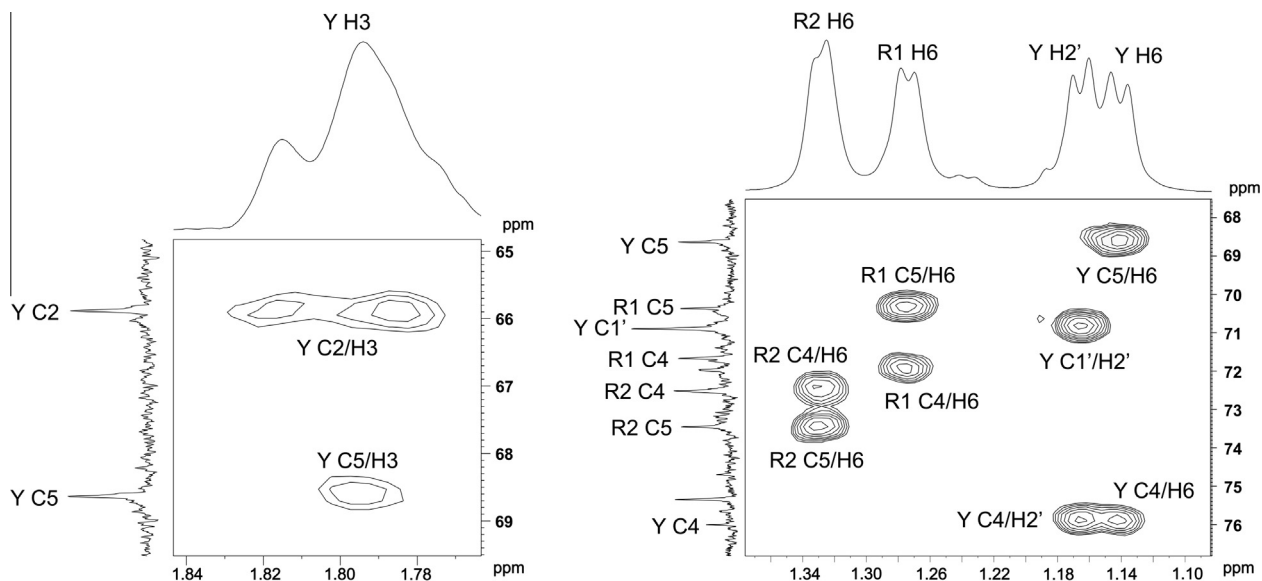 Y H3
ppm
Y C2
65
66
67
68
69
Y C2/H3
Y C5/H3
Y C5
1.84
1.82
1.80
1.78
ppm
R2 H6
R1 H6
Y H2’
Y H6
ppm
Y C5
R1 C5
Y C1’
R1 C4
R2 C4
R2 C5
Y C4
68
69
70
71
72
73
74
75
76
Y C5/H6
R1 C5/H6
Y C1’/H2’
R2 C4/H6
R1 C4/H6
R2 C5/H6
Y C4/H6
Y C4/H2’
1.34
1.30
1.26
1.22
1.18
1.14
1.10
ppm